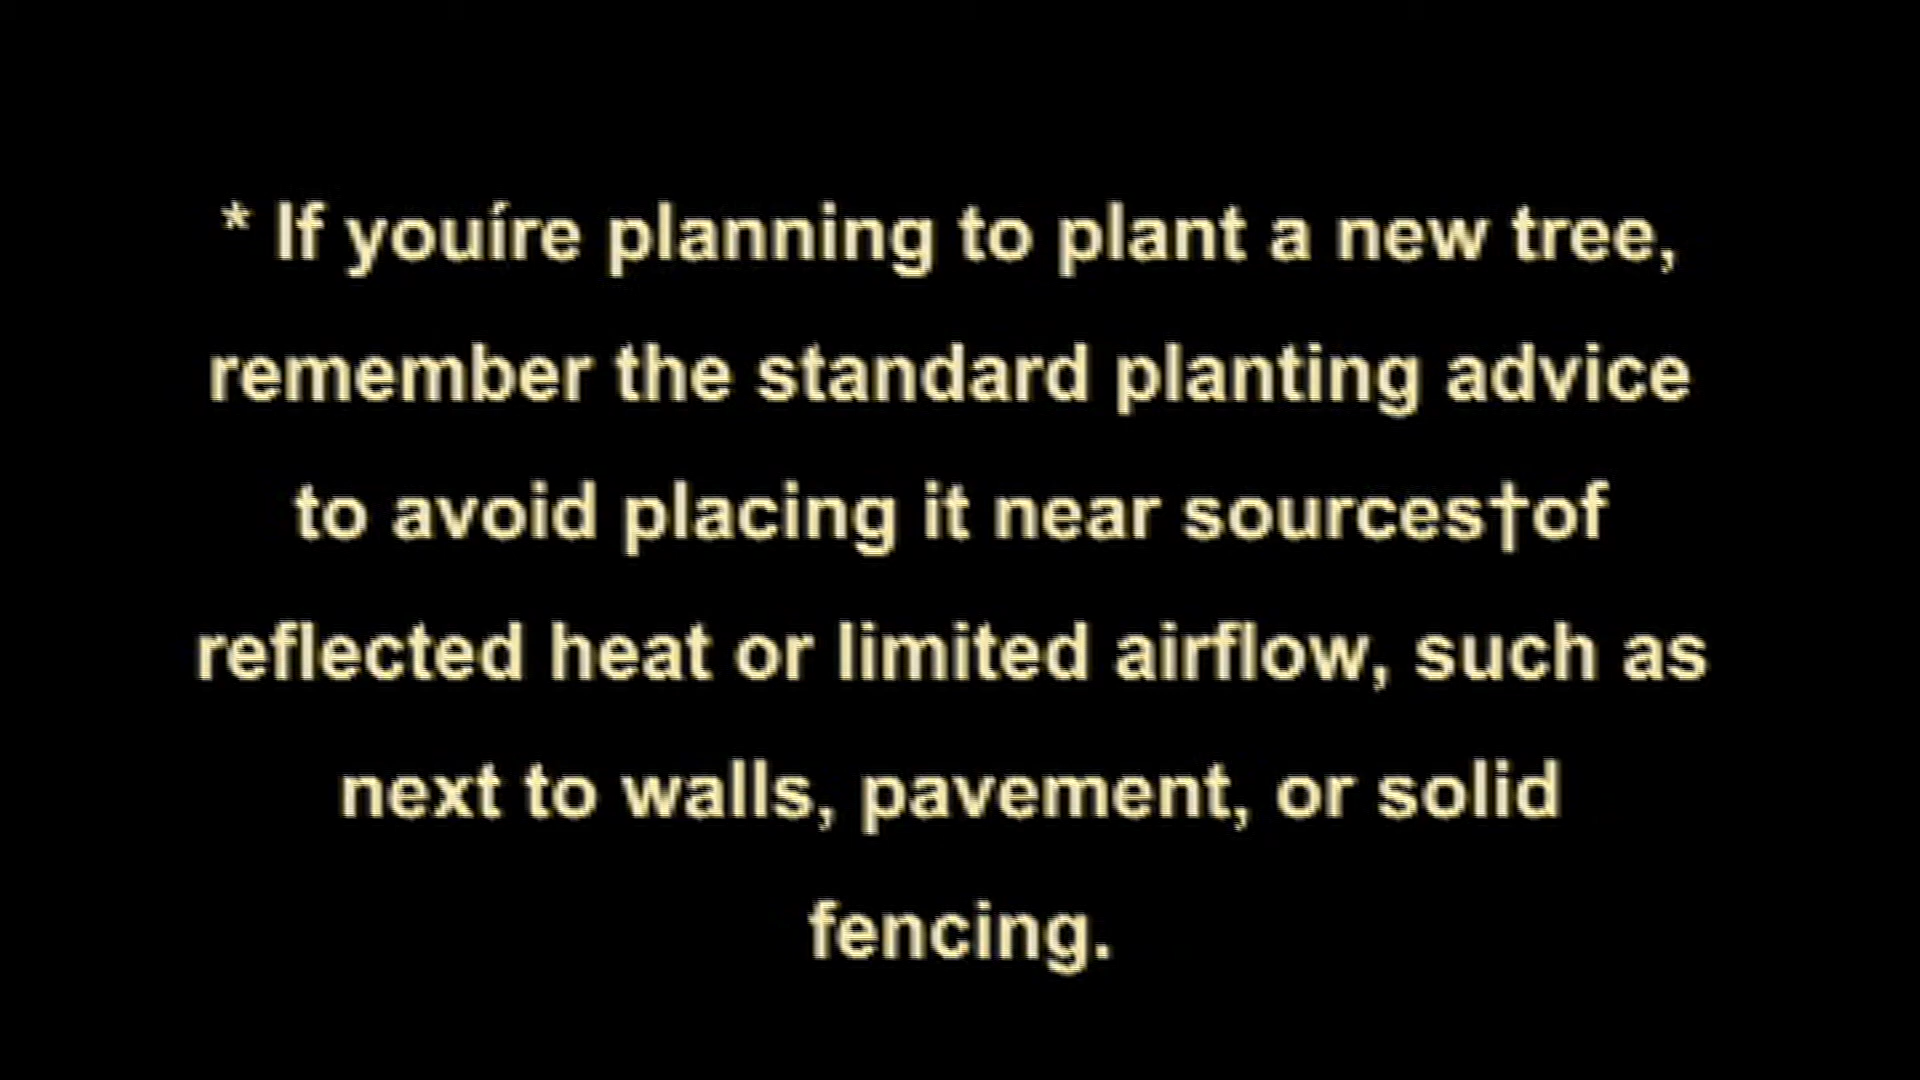 * If youíre planning to plant a new tree,
remember the standard planting advice
to avoid placing it near sources†of
reflected heat or limited airflow, such as
next to walls, pavement, or solid
fencing.